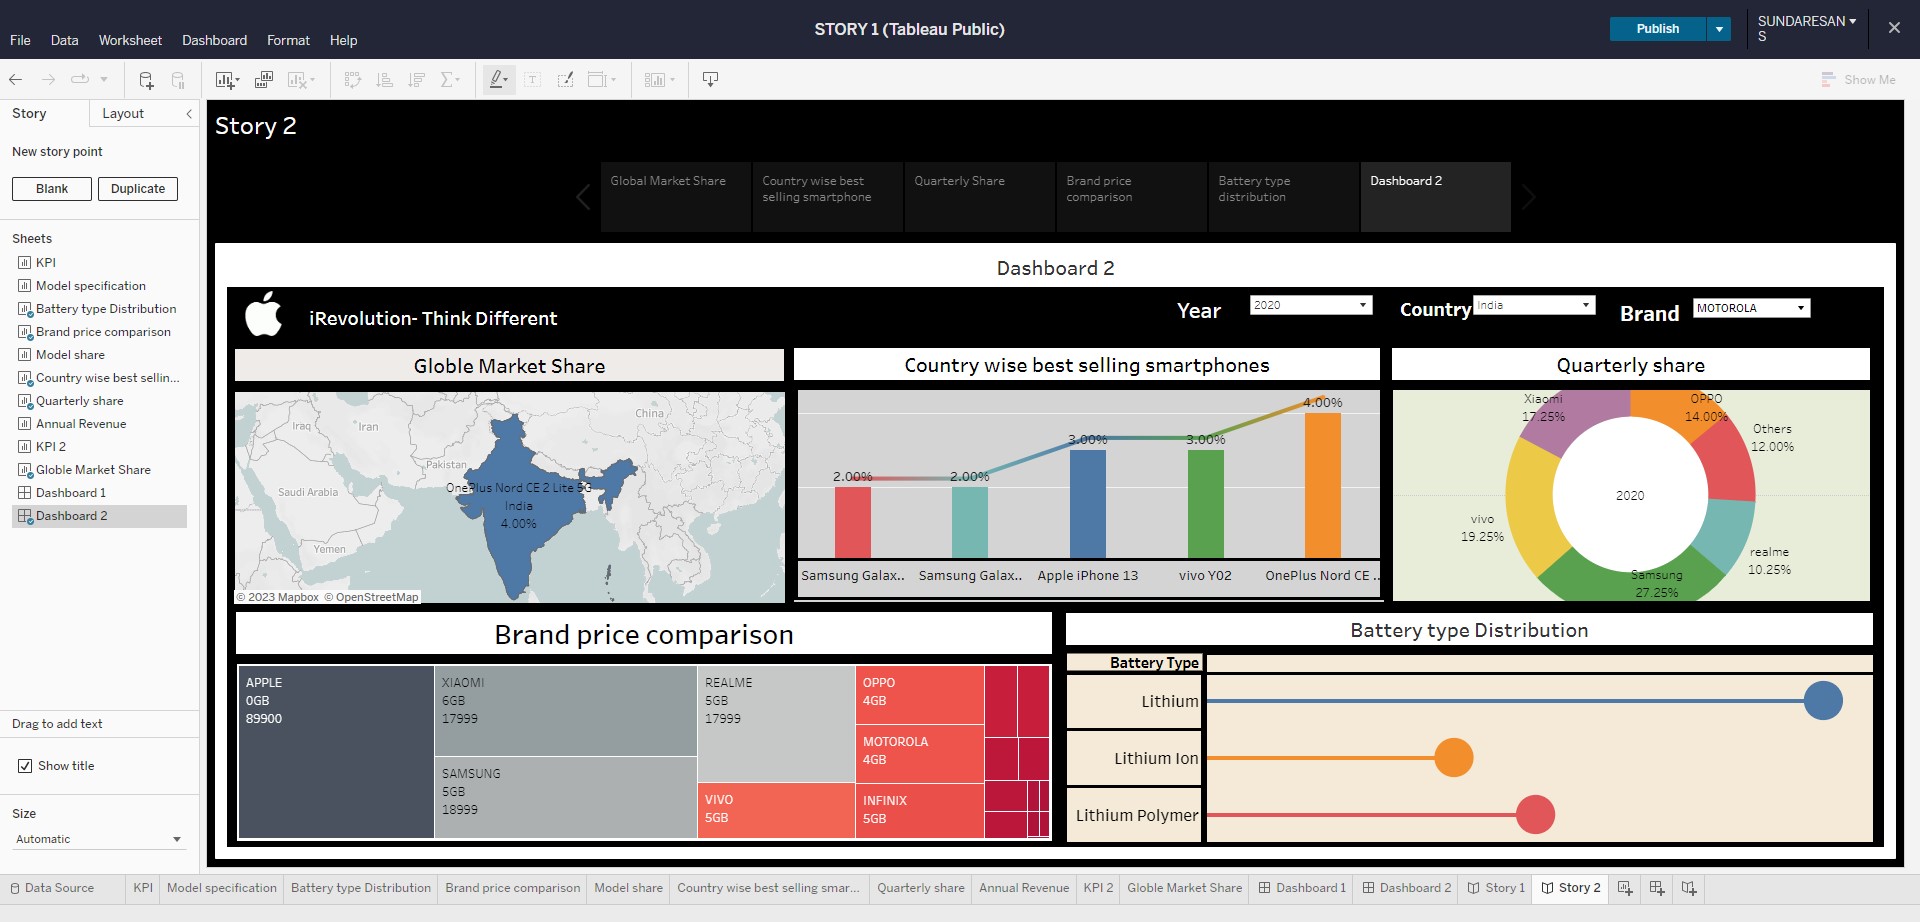 STORY 1 (Tableau Public)
Publish
SUNDARESAN
S
File Data Worksheet Dashboard Format Help
Show Me
Story Layout
New story point
Blank Duplicate
Sheets
KPI
Model specification
Battery type Distribution
Brand price comparison
Model share
Country wise best sellin...
Quarterly share
Annual Revenue
KPI 2
Globle Market Share
Dashboard 1
Dashboard 2
Drag to add text
Show title
Size
Automatic
Story 2
Global Market Share
Country wise best
selling smartphone
Quarterly Share
Brand price
comparison
Battery type
distribution
Dashboard 2
Dashboard 2
iRevolution- Think Different
Year 2020
Country India
Brand MOTOROLA
Globle Market Share
China
Iraq
Iran
Pakistan
Saudi Arabia
Yemen
OnePlus Nord CE 2 Lite 5G
India
4.00%
© 2023 Mapbox © OpenStreetMap
Country wise best selling smartphones
2.00% 2.00% 3.00% 3.00% 4.00%
Samsung Galax.. Samsung Galax.. Apple iPhone 13 vivo Y02 OnePlus Nord CE ..
Quarterly share
Xiaomi
17.25%
OPPO
14.00%
Others
12.00%
2020
vivo
19.25%
realme
10.25%
Samsung
27.25%
Brand price comparison
APPLE
0GB
89900
XIAOMI
6GB
17999
SAMSUNG
5GB
18999
REALME
5GB
17999
VIVO
5GB
OPPO
4GB
MOTOROLA
4GB
INFINIX
5GB
Battery type Distribution
Battery Type
Lithium
Lithium Ion
Lithium Polymer
Data Source KPI Model specification Battery type Distribution Brand price comparison Model share Country wise best selling smar... Quarterly share Annual Revenue KPI 2 Globle Market Share Dashboard 1 Dashboard 2 Story 1 Story 2